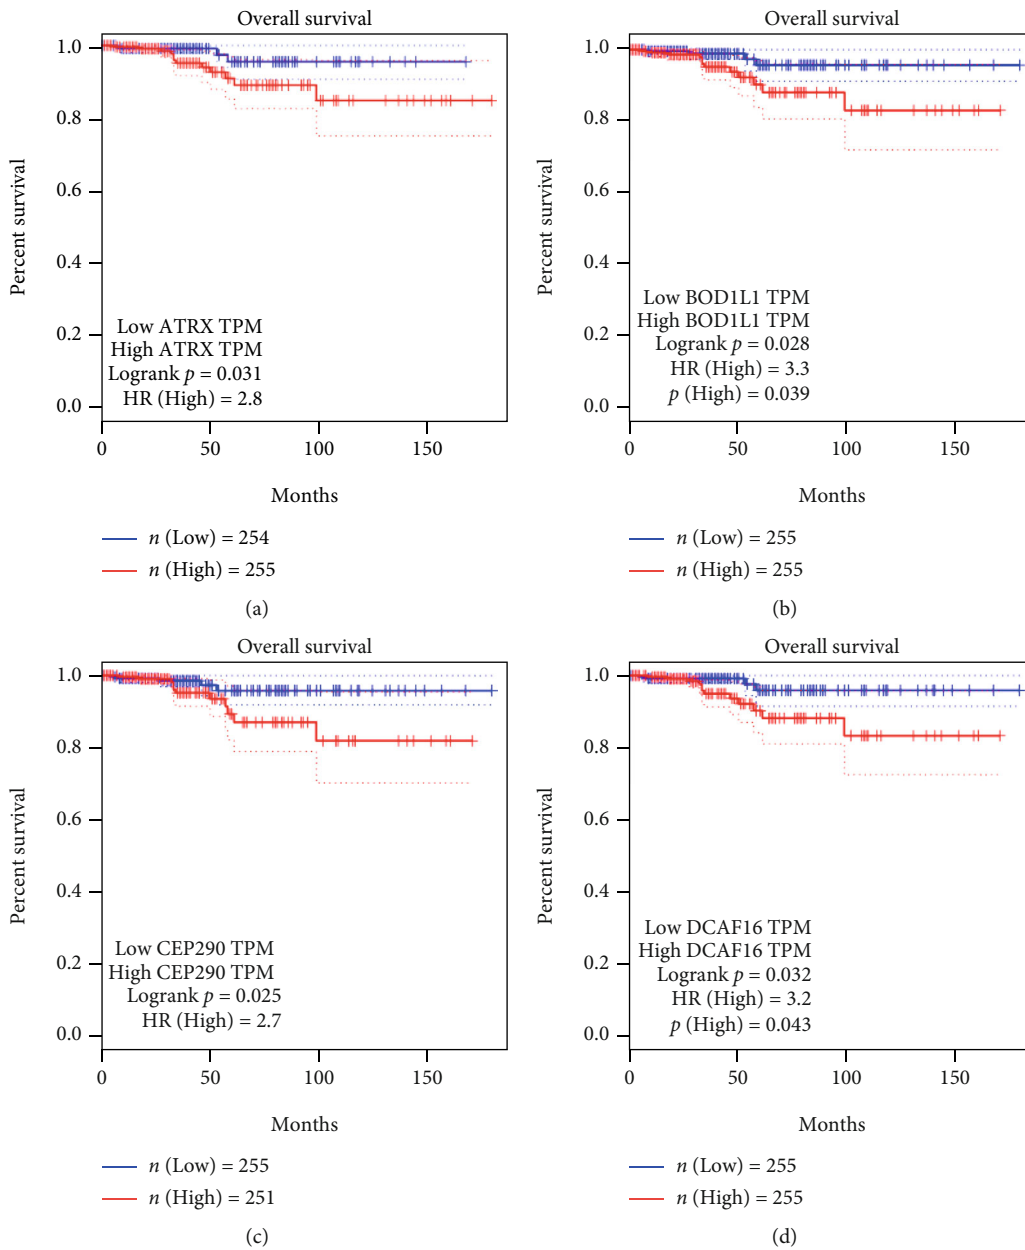 Overall survival
Percent survival
1.0
0.8
0.6
0.4
0.2
0.0
Low ATRX TPM
High ATRX TPM
Logrank p = 0.031
HR (High) = 2.8
0 50 100 150
Months
n (Low) = 254
n (High) = 255
(a)
Overall survival
Percent survival
1.0
0.8
0.6
0.4
0.2
0.0
Low BOD1L1 TPM
High BOD1L1 TPM
Logrank p = 0.028
HR (High) = 3.3
p (High) = 0.039
0 50 100 150
Months
n (Low) = 255
n (High) = 255
(b)
Overall survival
Percent survival
1.0
0.8
0.6
0.4
0.2
0.0
Low CEP290 TPM
High CEP290 TPM
Logrank p = 0.025
HR (High) = 2.7
0 50 100 150
Months
n (Low) = 255
n (High) = 251
(c)
Overall survival
Percent survival
1.0
0.8
0.6
0.4
0.2
0.0
Low DCAF16 TPM
High DCAF16 TPM
Logrank p = 0.032
HR (High) = 3.2
p (High) = 0.043
0 50 100 150
Months
n (Low) = 255
n (High) = 255
(d)